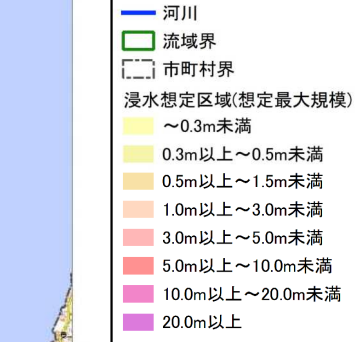 河川
流域界
市町村界
浸水想定区域(想定最大規模)
～0.3m未満
0.3m以上～0.5m未満
0.5m以上～1.5m未満
1.0m以上～3.0m未満
3.0m以上～5.0m未満
5.0m以上～10.0m未満
10.0m以上～20.0m未満
20.0m以上